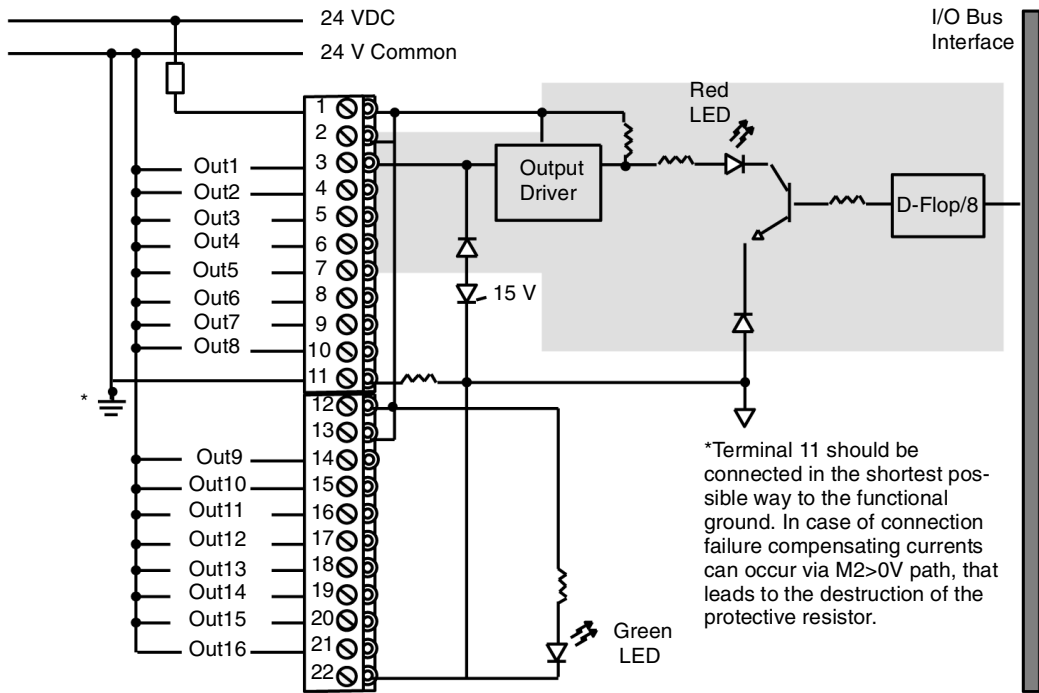 24 VDC
24 V Common
I/O Bus
Interface
Red
LED
Output
Driver
D-Flop/8
15 V
1
2
Out1 3
Out2 4
Out3 5
Out4 6
Out5 7
Out6 8
Out7 9
Out8 10
11
*
12
13
Out9 14
Out10 15
Out11 16
Out12 17
Out13 18
Out14 19
Out15 20
Out16 21
22
Green
LED
*Terminal 11 should be
connected in the shortest pos-
sible way to the functional
ground. In case of connection
failure compensating currents
can occur via M2>0V path, that
leads to the destruction of the
protective resistor.